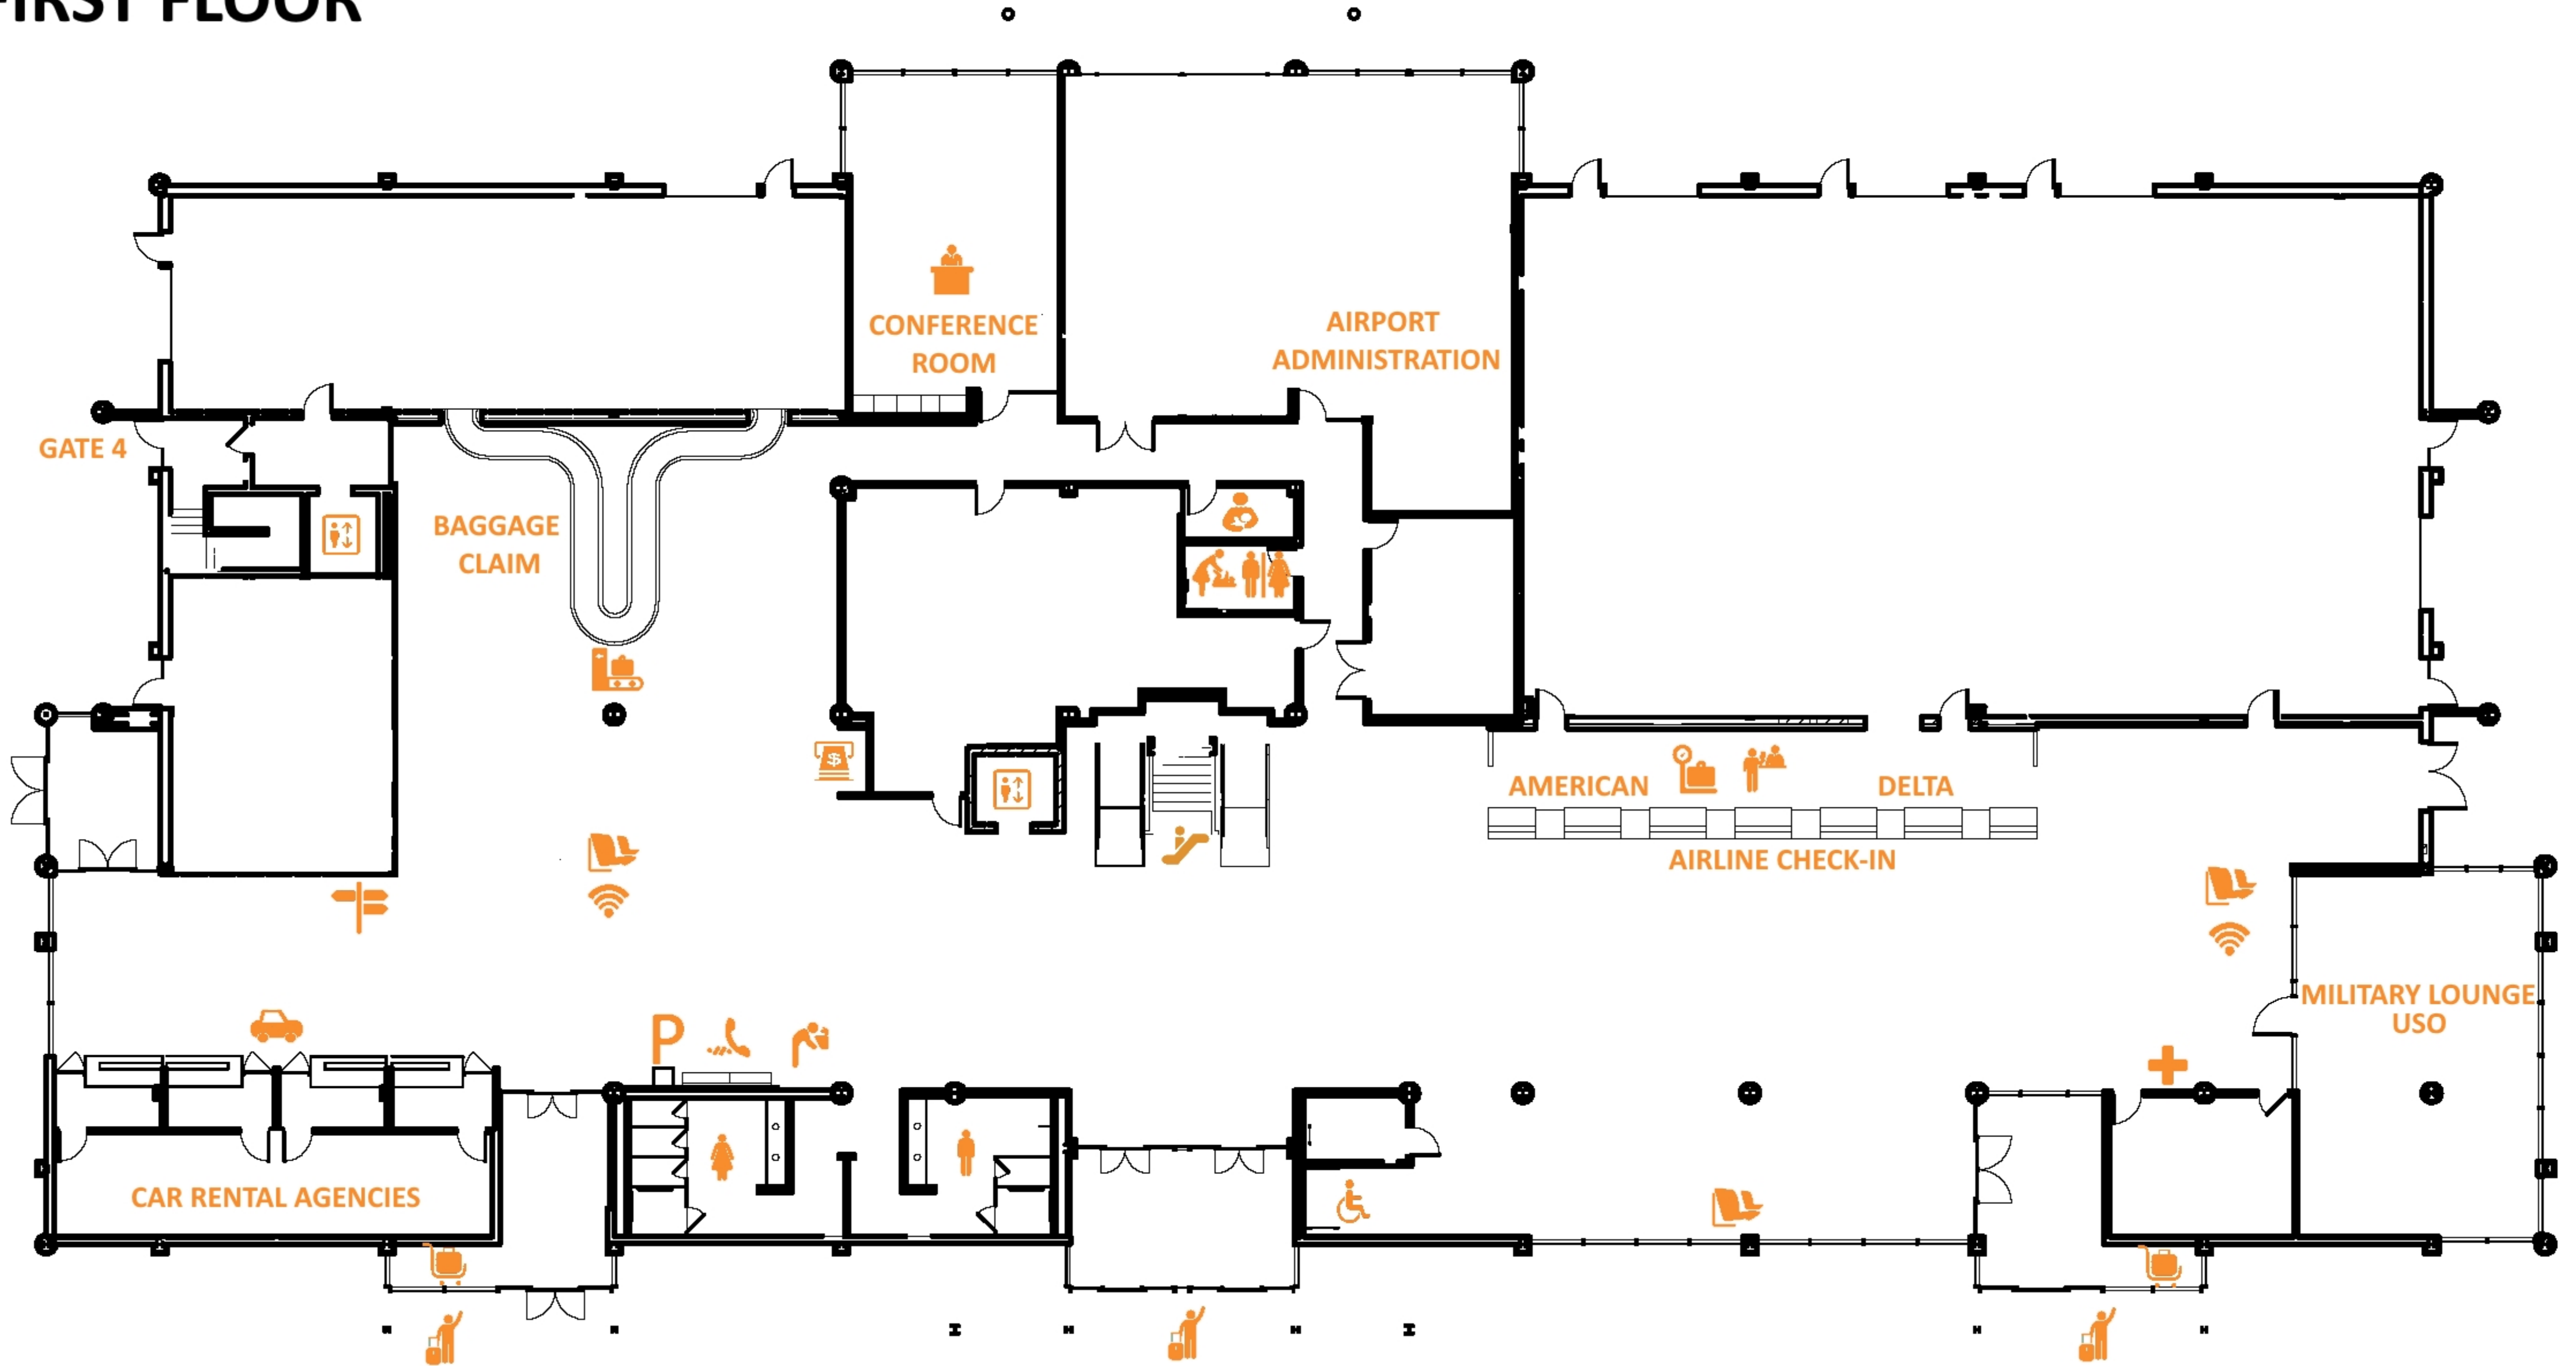 FIRST FLOOR
CONFERENCE
ROOM
AIRPORT
ADMINISTRATION
GATE 4
BAGGAGE
CLAIM
$
AMERICAN
DELTA
AIRLINE CHECK-IN
MILITARY LOUNGE
USO
P
CAR RENTAL AGENCIES